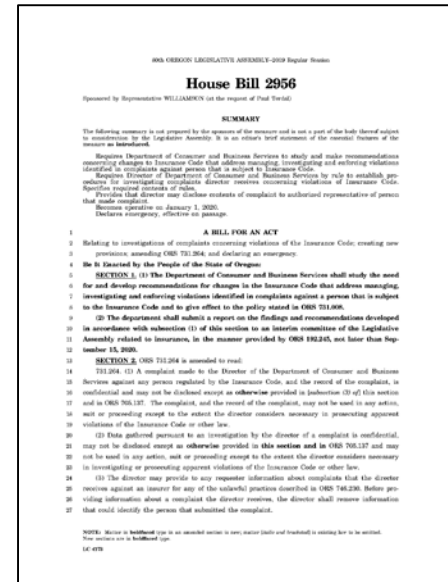 80th OREGON LEGISLATIVE ASSEMBLY--2019 Regular Session
House Bill 2956
Sponsored by Representative WILLIAMSON (at the request of Paul Terdal)
SUMMARY
The following summary is not prepared by the sponsors of the measure and is not a part of the body thereof subject
to consideration by the Legislative Assembly. It is an editor's brief statement of the essential features of the
measure as introduced.
Requires Department of Consumer and Business Services to study and make recommendations
concerning changes to Insurance Code that address managing, investigating and enforcing violations
identified in complaints against person that is subject to Insurance Code.
Requires Director of Department of Consumer and Business Services by rule to establish pro-
cedures for investigating complaints director receives concerning violations of Insurance Code.
Specifies required contents of rules.
Provides that director may disclose contents of complaint to authorized representative of person
that made complaint.
Becomes operative on January 1, 2020.
Declares emergency, effective on passage.
1 A BILL FOR AN ACT
2 Relating to investigations of complaints concerning violations of the Insurance Code; creating new
3 provisions; amending ORS 731.264; and declaring an emergency.
4 Be It Enacted by the People of the State of Oregon:
5 SECTION 1. (1) The Department of Consumer and Business Services shall study the need
6 for and develop recommendations for changes in the Insurance Code that address managing,
7 investigating and enforcing violations identified in complaints against a person that is subject
8 to the Insurance Code and to give effect to the policy stated in ORS 731.008.
9 (2) The department shall submit a report on the findings and recommendations developed
10 in accordance with subsection (1) of this section to an interim committee of the Legislative
11 Assembly related to insurance, in the manner provided by ORS 192.245, not later than Sep-
12 tember 15, 2020.
13 SECTION 2. ORS 731.264 is amended to read:
14 731.264. (1) A complaint made to the Director of the Department of Consumer and Business
15 Services against any person regulated by the Insurance Code, and the record of the complaint, is
16 confidential and may not be disclosed except as otherwise provided in [subsection (3) of] this section
17 and in ORS 705.137. The complaint, and the record of the complaint, may not be used in any action,
18 suit or proceeding except to the extent the director considers necessary in prosecuting apparent
19 violations of the Insurance Code or other law.
20 (2) Data gathered pursuant to an investigation by the director of a complaint is confidential,
21 may not be disclosed except as otherwise provided in this section and in ORS 705.137 and may
22 not be used in any action, suit or proceeding except to the extent the director considers necessary
23 in investigating or prosecuting apparent violations of the Insurance Code or other law.
24 (3) The director may provide to any requester information about complaints that the director
25 receives against an insurer for any of the unlawful practices described in ORS 746.230. Before pro-
26 viding information about a complaint the director receives, the director shall remove information
27 that could identify the person that submitted the complaint.
NOTE: Matter in boldfaced type in an amended section is new; matter [italic and bracketed] is existing law to be omitted.
New sections are in boldfaced type.